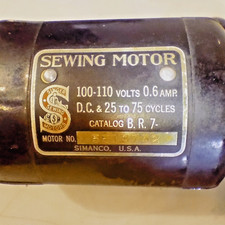 SEWING MOTOR
100-110 VOLTS 0.6 AMP.
D.C. & 25 TO 75 CYCLES
CATALOG B.R. 7-
MOTOR NO.
SIMANCO, U.S.A.